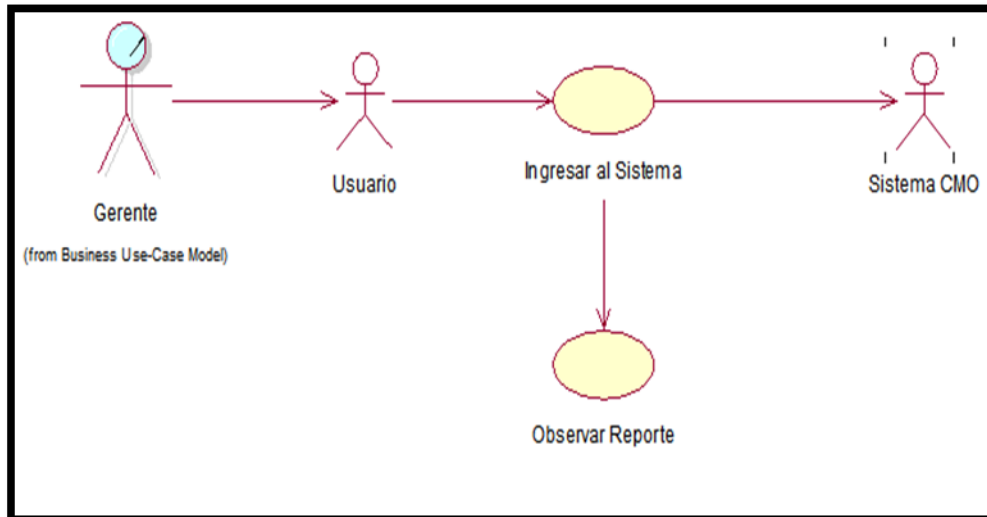 Gerente
(from Business Use-Case Model)
Usuario
Ingresar al Sistema
Sistema CMO
Observar Reporte